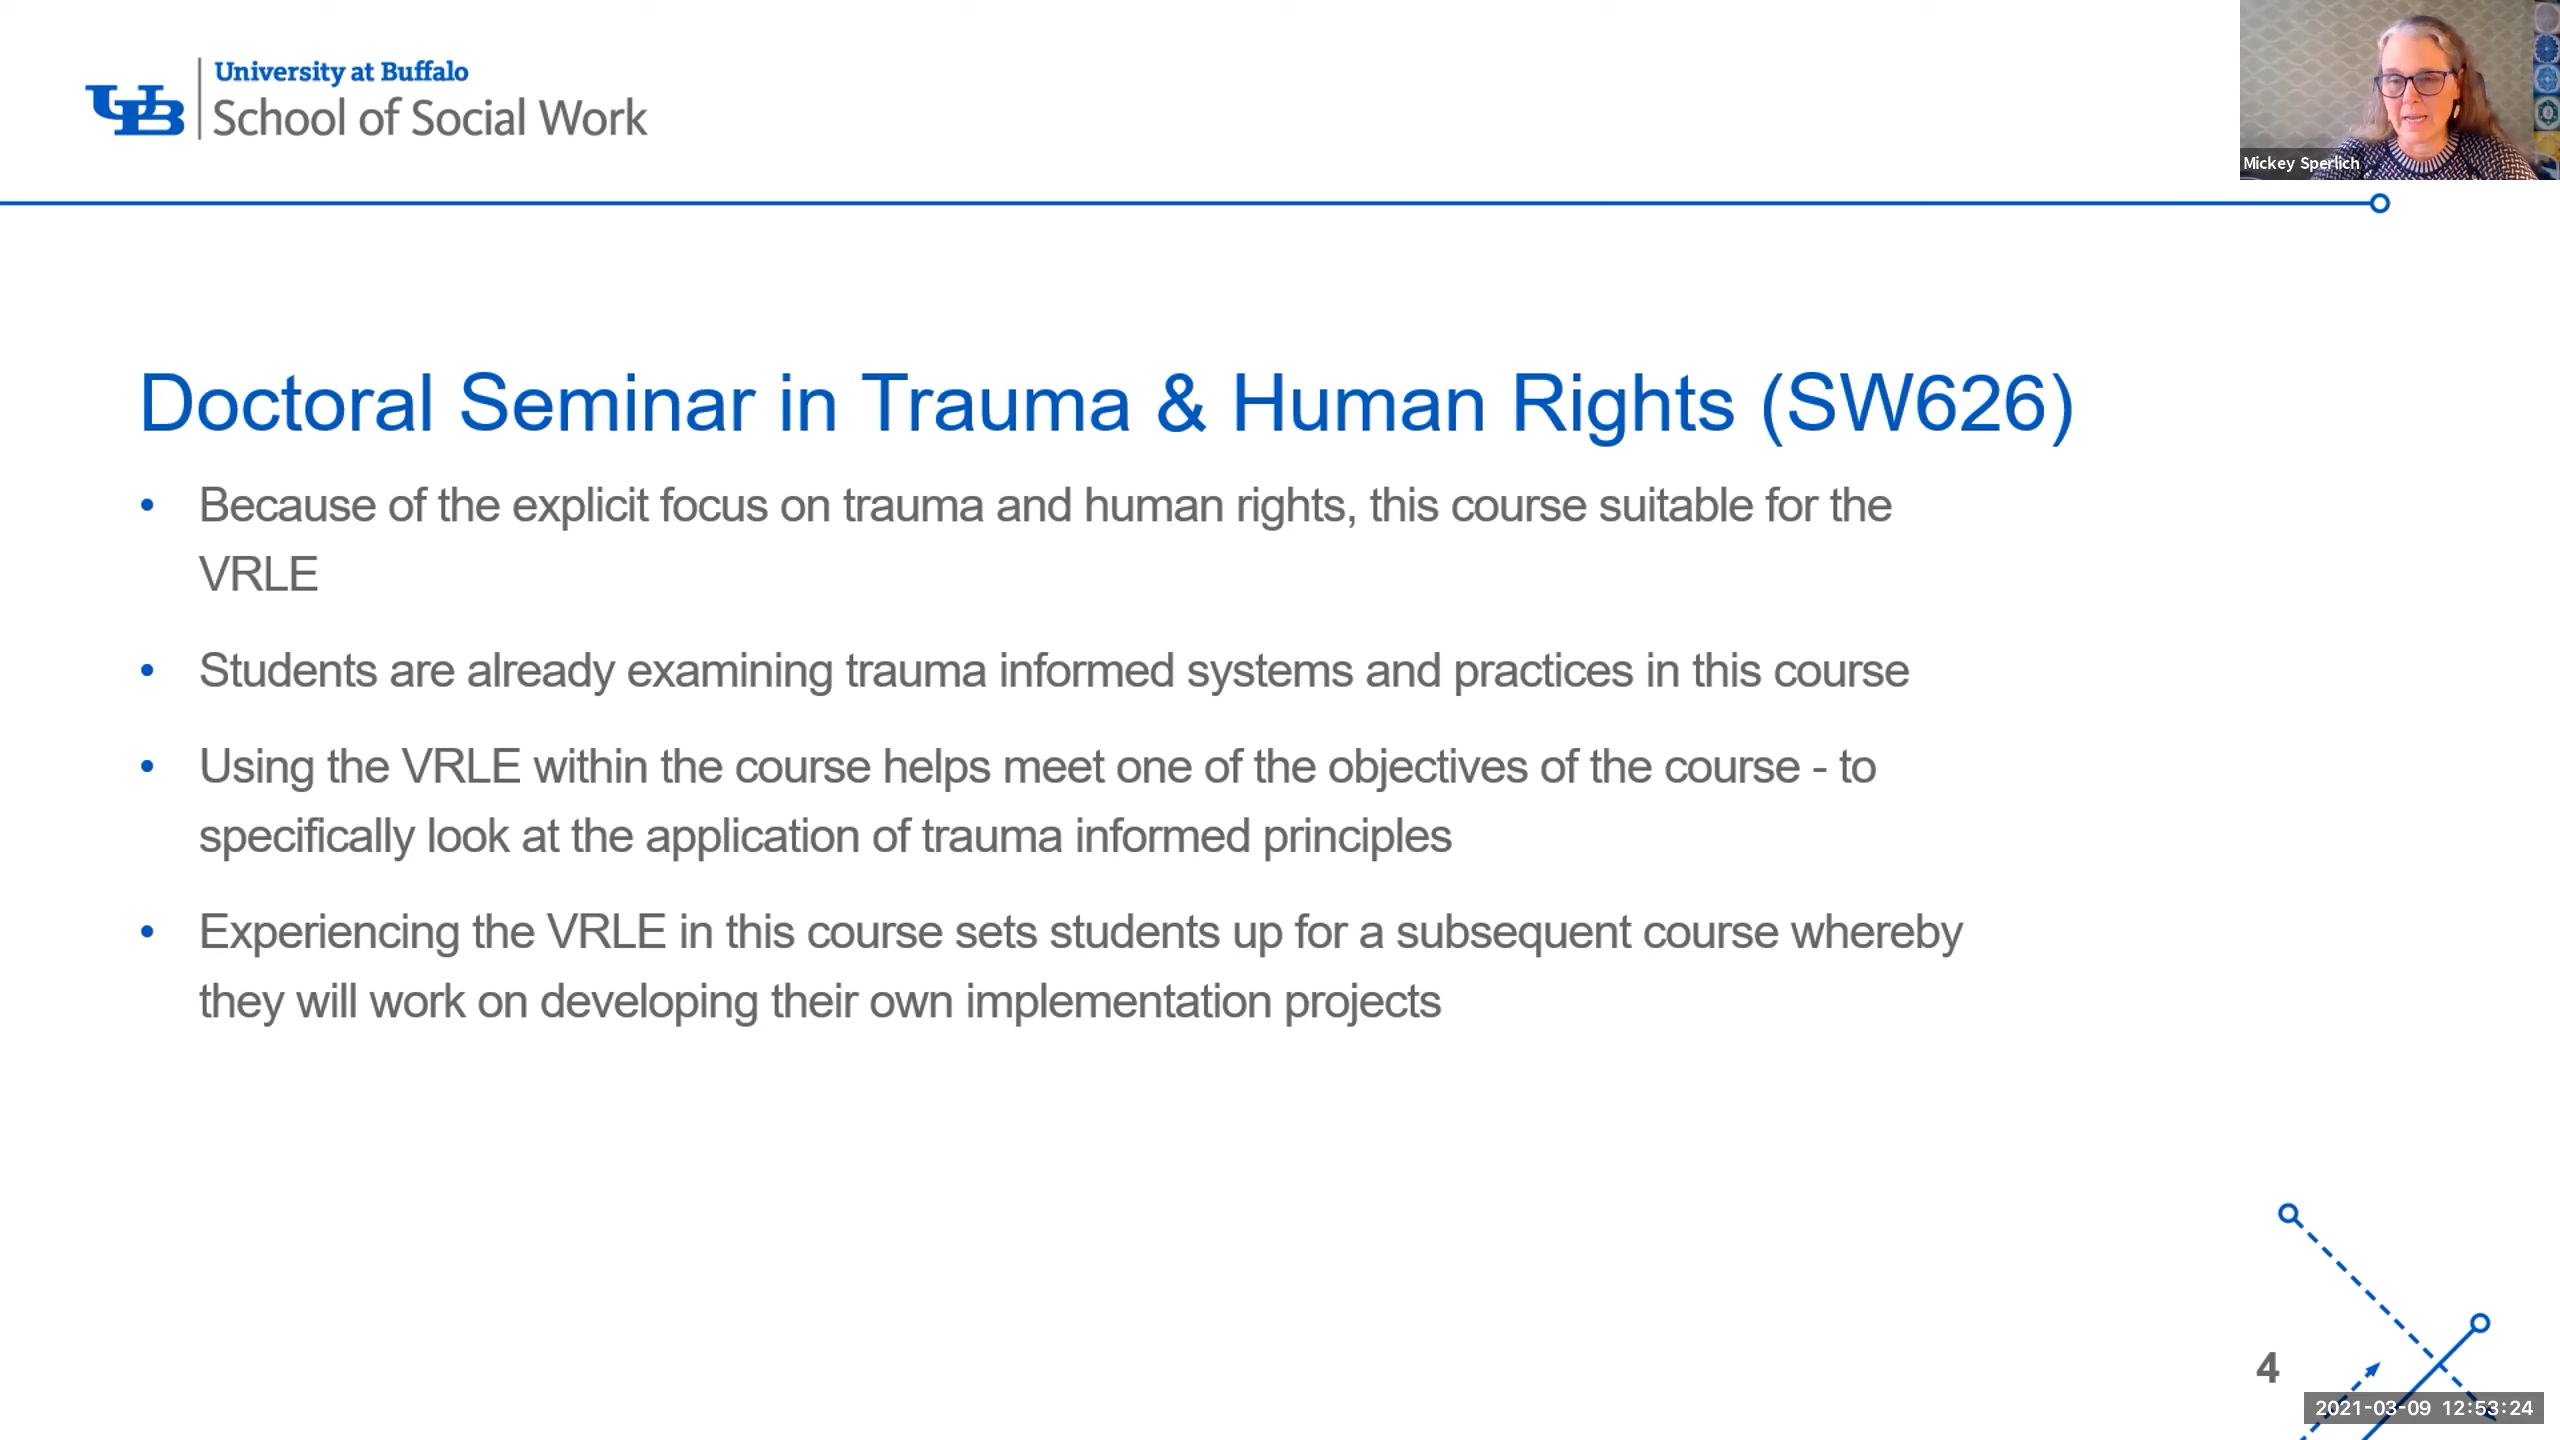 University at Buffalo
School of Social Work
Mickey Sperlich
Doctoral Seminar in Trauma & Human Rights (SW626)
• Because of the explicit focus on trauma and human rights, this course suitable for the
VRLE
• Students are already examining trauma informed systems and practices in this course
• Using the VRLE within the course helps meet one of the objectives of the course - to
specifically look at the application of trauma informed principles
• Experiencing the VRLE in this course sets students up for a subsequent course whereby
they will work on developing their own implementation projects
4
2021-03-09 12:53:24